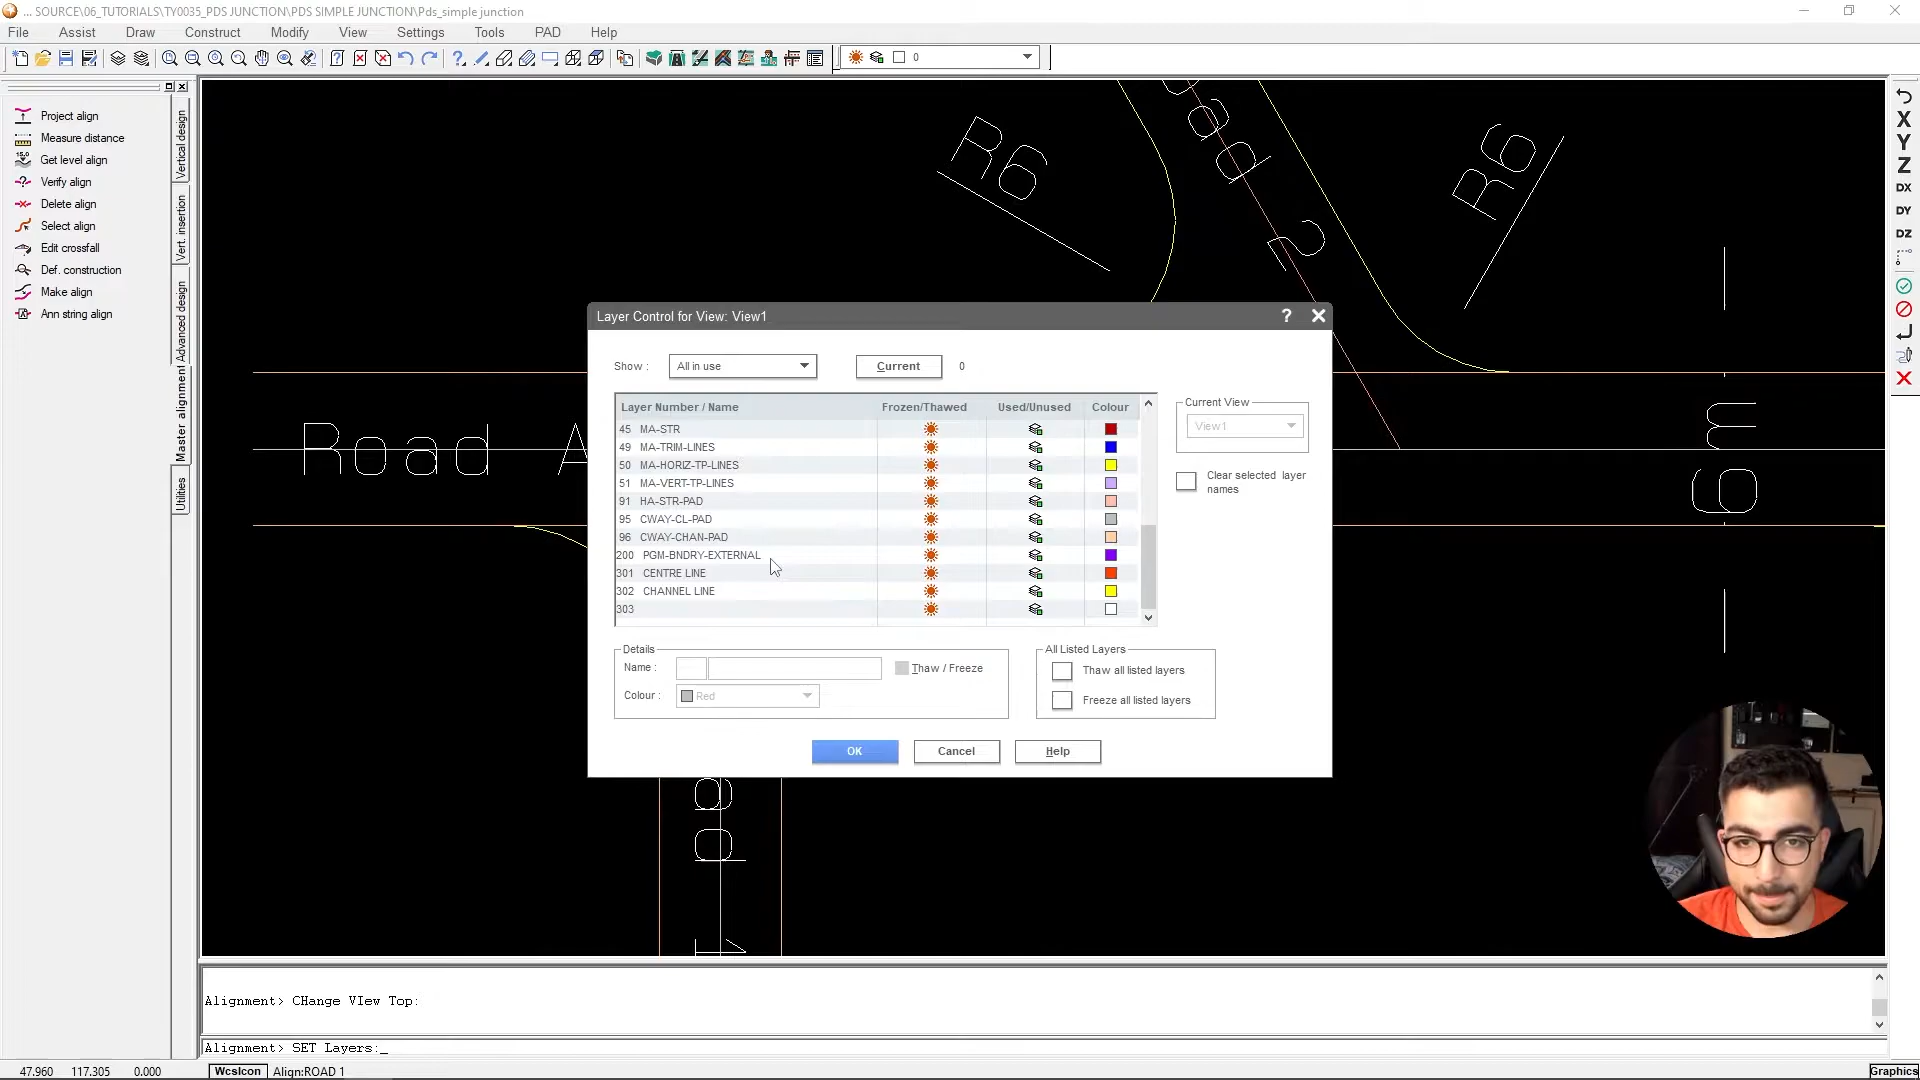 ... SOURCE\06_TUTORIALS\TY0035_PDS JUNCTION\PDS SIMPLE JUNCTION\Pds_simple junction
File Assist Draw Construct Modify View Settings Tools PAD Help
0
Project align
Measure distance
Get level align
Verify align
Delete align
Select align
Edit crossfall
Def. construction
Make align
Ann string align
Vertical design
Vert. insertion
Advanced design
Master alignment
Utilities
R6
R6
Road A
6m
X
Y
Z
DX
DY
DZ
Layer Control for View: View1
Show : All in use Current 0
Layer Number / Name Frozen/Thawed Used/Unused Colour
45 MA-STR
49 MA-TRIM-LINES
50 MA-HORIZ-TP-LINES
51 MA-VERT-TP-LINES
91 HA-STR-PAD
95 CWAY-CL-PAD
96 CWAY-CHAN-PAD
200 PGM-BNDRY-EXTERNAL
301 CENTRE LINE
302 CHANNEL LINE
303
Current View
View1
Clear selected layer names
Details
Name :
Thaw / Freeze
Colour : Red
All Listed Layers
Thaw all listed layers
Freeze all listed layers
OK Cancel Help
Alignment> CHange VIew Top:
Alignment> SET Layers:_
47.960 117.305 0.000 WcsIcon Align:ROAD 1 Graphics